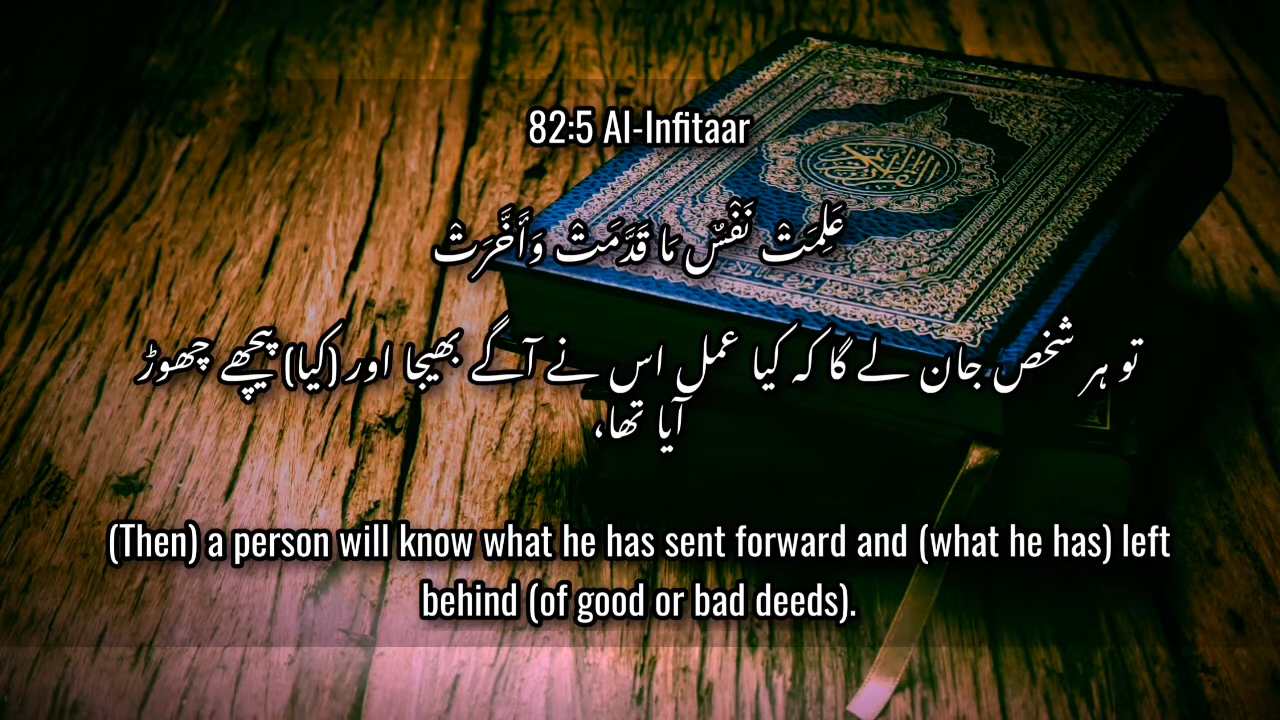 82:5 Al-Infitaar
عَلِمَتْ نَفْسٌ مَا قَدَّمَتْ وَأَخَّرَتْ
تو ہر شخص جان لے گا کہ کیا عمل اس نے آگے بھیجا اور (کیا) پیچھے چھوڑ
آیا تھا،
(Then) a person will know what he has sent forward and (what he has) left
behind (of good or bad deeds).